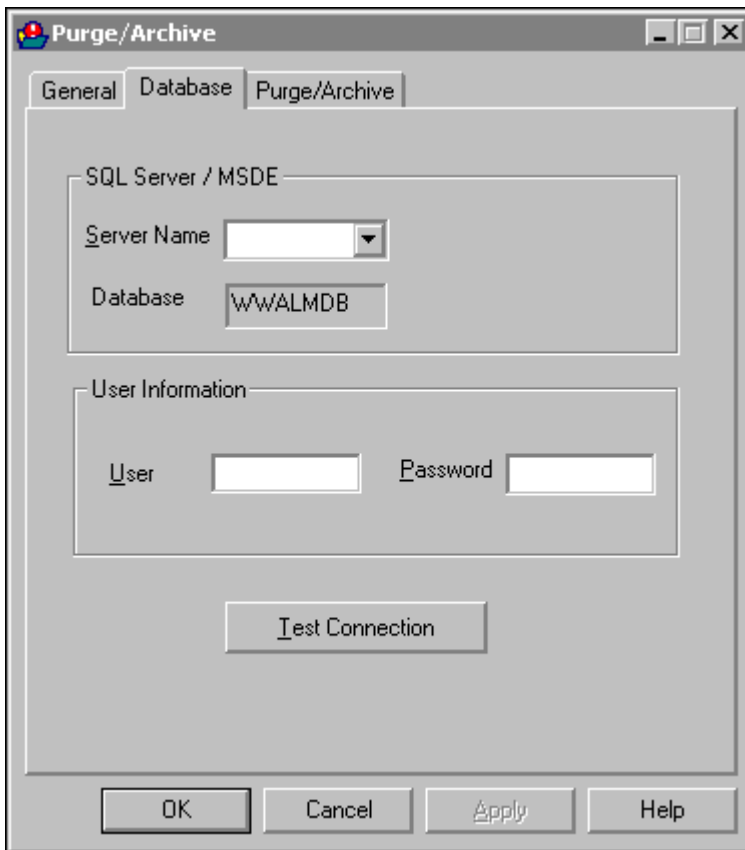 Purge/Archive
General Database Purge/Archive
SQL Server / MSDE
Server Name
Database WWALMDB
User Information
User Password
Test Connection
OK Cancel Apply Help